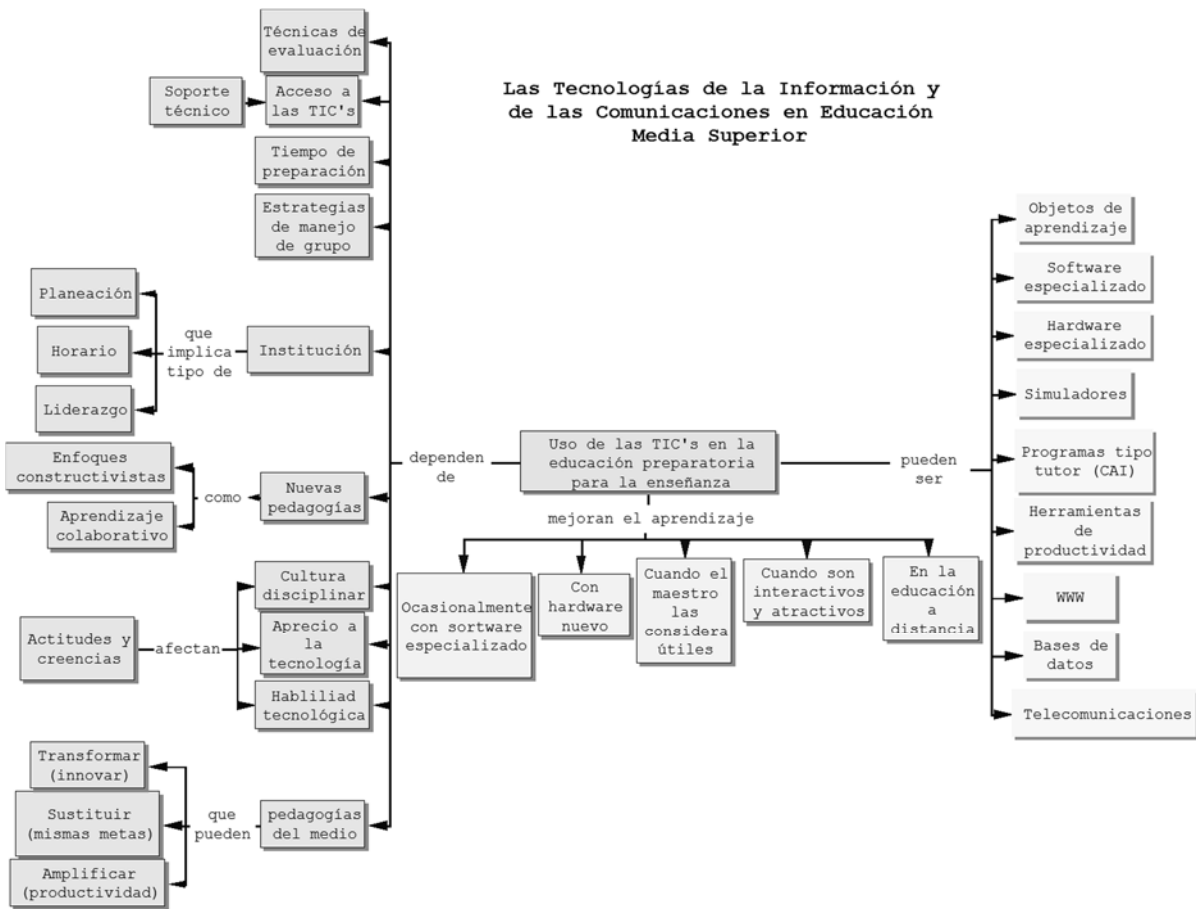 Las Tecnologías de la Información y
de las Comunicaciones en Educación
Media Superior
Técnicas de
evaluación
Soporte
técnico
Acceso a
las TIC's
Tiempo de
preparación
Estrategias
de manejo
de grupo
Planeación
Horario
Liderazgo
que
implica
tipo de
Institución
Enfoques
constructivistas
Aprendizaje
colaborativo
como
Nuevas
pedagogías
Actitudes y
creencias
afectan
Cultura
disciplinar
Aprecio a
la
tecnología
Habliliad
tecnológica
Transformar
(innovar)
Sustituir
(mismas metas)
Amplificar
(productividad)
que
pueden
pedagogías
del medio
dependen
de
Uso de las TIC's en la
educación preparatoria
para la enseñanza
mejoran el aprendizaje
Ocasionalmente
con sortware
especializado
Con
hardware
nuevo
Cuando el
maestro
las
considera
útiles
Cuando son
interactivos
y atractivos
En la
educación
a
distancia
pueden
ser
Objetos de
aprendizaje
Software
especializado
Hardware
especializado
Simuladores
Programas tipo
tutor (CAI)
Herramientas
de
productividad
WWW
Bases de
datos
Telecomunicaciones